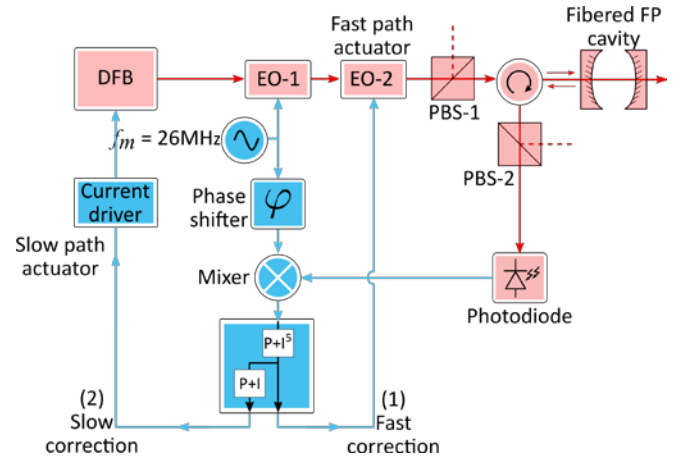 Fibered FP
cavity
Fast path
actuator
DFB
EO-1
EO-2
PBS-1
f_m = 26MHz
PBS-2
Current
driver
Phase
shifter
φ
Slow path
actuator
Mixer
Photodiode
P+I⁵
P+I
(2)
Slow
correction
(1)
Fast
correction